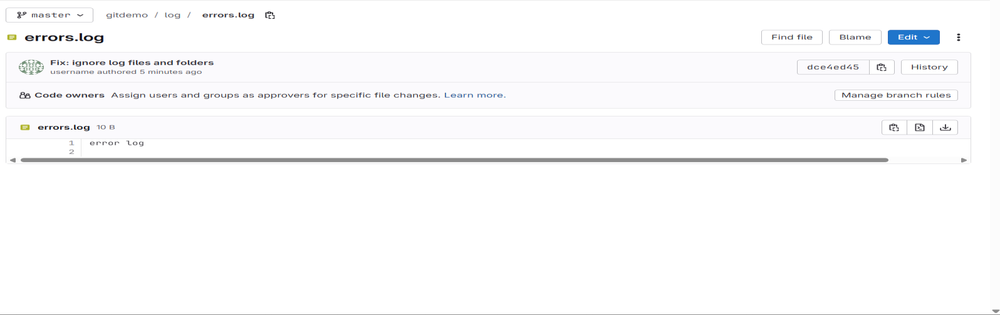 master gitdemo / log / errors.log
errors.log Find file Blame Edit
Fix: ignore log files and folders
username authored 5 minutes ago
dce4ed45 History
Code owners Assign users and groups as approvers for specific file changes. Learn more. Manage branch rules
errors.log 10 B
1 error log
2